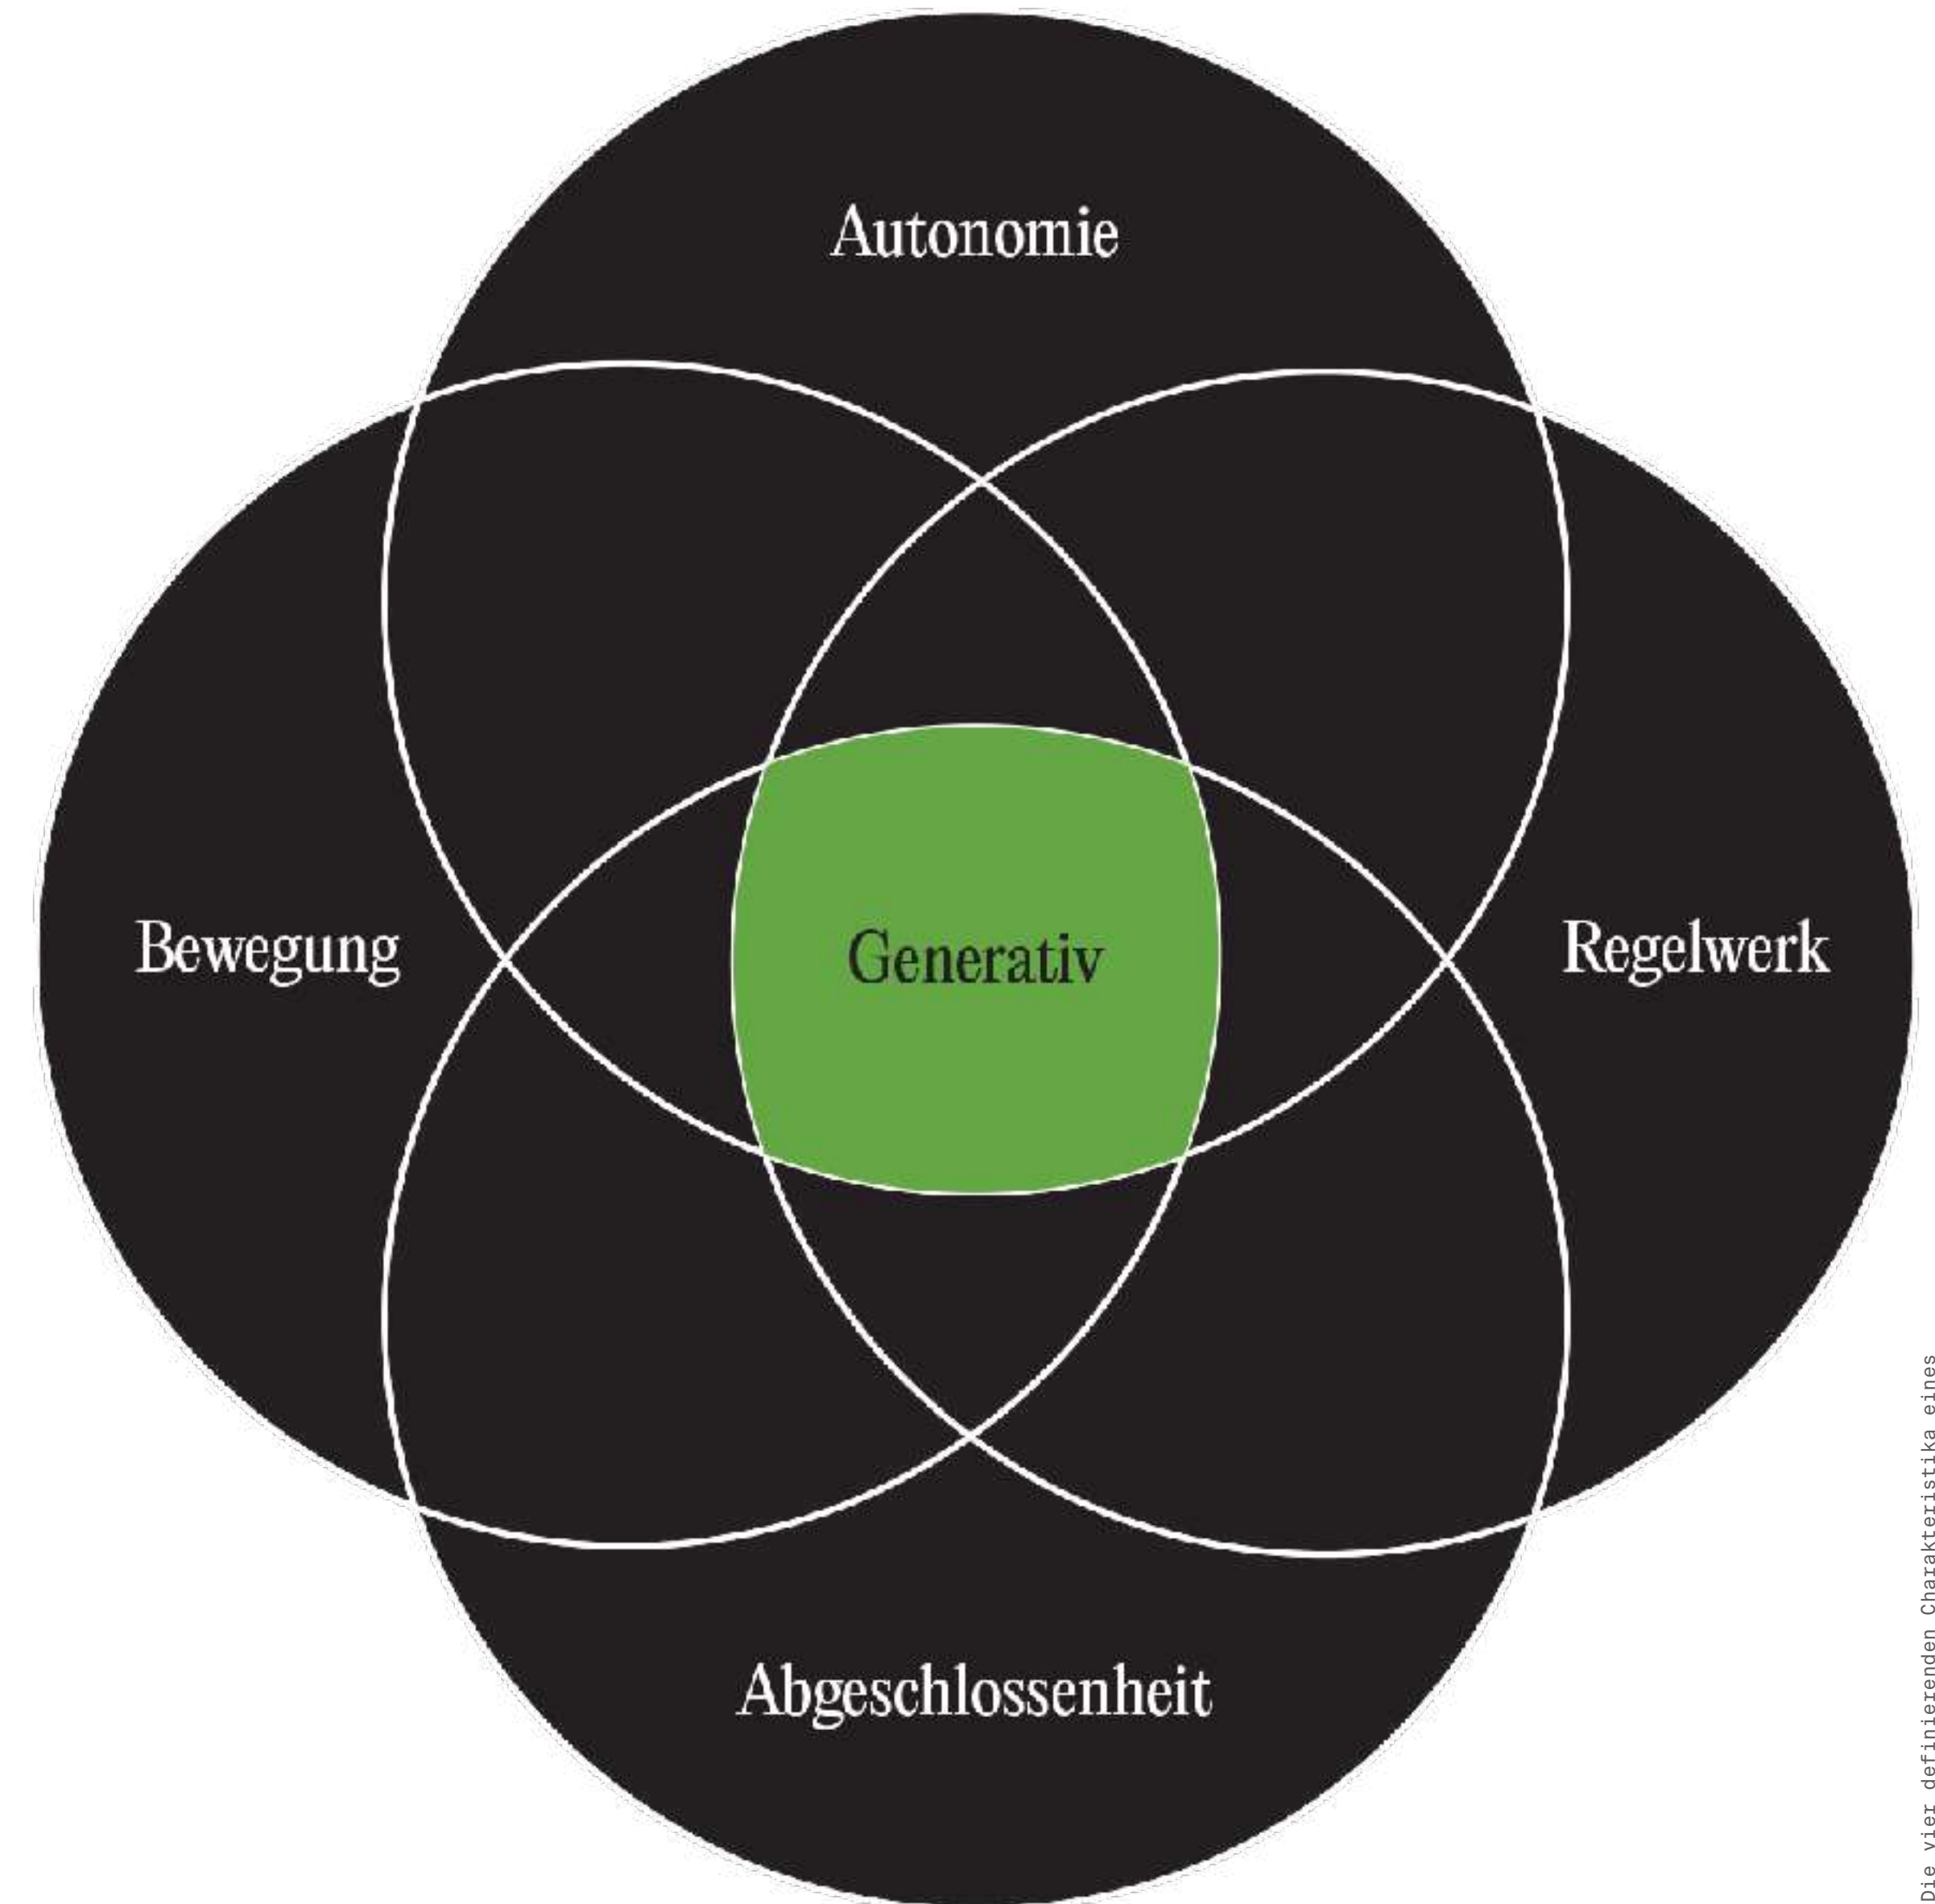 Autonomie
Bewegung
Generativ
Regelwerk
Abgeschlossenheit
Die vier definierenden Charakteristika eines